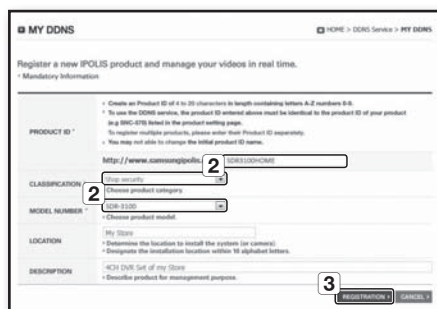 MY DDNS
HOME > DDNS Service > MY DDNS
Register a new IPOLIS product and manage your videos in real time.
* Mandatory Information
PRODUCT ID *
Create an Product ID of 4 to 20 characters in length containing letters A-Z numbers 0-9.
To use the DDNS service, the product ID entered above must be identical to the product ID of your product
(e.g SNC-570) listed in the product setting page.
To register multiple products, please enter their Product ID separately.
You may not able to change the initial product ID name.
http://www.samsungipolis. 2 SDR3100HOME
CLASSIFICATION 2 Shop security
Choose product category.
MODEL NUMBER * SDR-3100
Choose product model.
LOCATION My Store
Determine the location to install the system (or camera)
Designate the installation location within 10 alphabet letters.
DESCRIPTION 4CH DVR Set of my Store
Describe product for management purpose.
3 REGISTRATION > CANCEL >